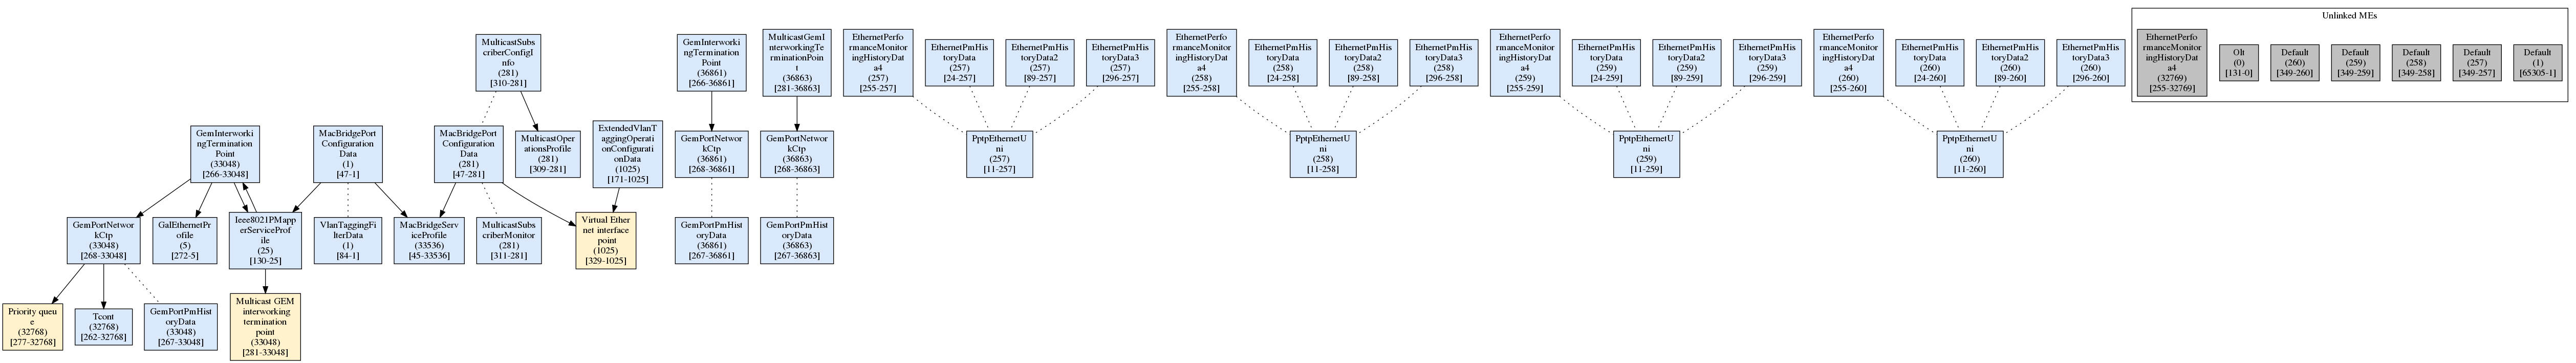 MulticastSubs
criberConfigI
nfo
(281)
[310-281]
GemInterworki
ngTermination
Point
(36861)
[266-36861]
MulticastGemI
nterworkingTe
rminationPoin
t
(36863)
[281-36863]
EthernetPerfo
rmanceMonitor
ingHistoryDat
a4
(257)
[255-257]
EthernetPmHis
toryData
(257)
[24-257]
EthernetPmHis
toryData2
(257)
[89-257]
EthernetPmHis
toryData3
(257)
[296-257]
EthernetPerfo
rmanceMonitor
ingHistoryDat
a4
(258)
[255-258]
EthernetPmHis
toryData
(258)
[24-258]
EthernetPmHis
toryData2
(258)
[89-258]
EthernetPmHis
toryData3
(258)
[296-258]
EthernetPerfo
rmanceMonitor
ingHistoryDat
a4
(259)
[255-259]
EthernetPmHis
toryData
(259)
[24-259]
EthernetPmHis
toryData2
(259)
[89-259]
EthernetPmHis
toryData3
(259)
[296-259]
EthernetPerfo
rmanceMonitor
ingHistoryDat
a4
(260)
[255-260]
EthernetPmHis
toryData
(260)
[24-260]
EthernetPmHis
toryData2
(260)
[89-260]
EthernetPmHis
toryData3
(260)
[296-260]
Unlinked MEs
EthernetPerfo
rmanceMonitor
ingHistoryDat
a4
(32769)
[255-32769]
Olt
(0)
[131-0]
Default
(260)
[349-260]
Default
(259)
[349-259]
Default
(258)
[349-258]
Default
(257)
[349-257]
Default
(1)
[65305-1]
GemInterworki
ngTermination
Point
(33048)
[266-33048]
MacBridgePort
Configuration
Data
(1)
[47-1]
MacBridgePort
Configuration
Data
(281)
[47-281]
MulticastOper
ationsProfile
(281)
[309-281]
ExtendedVlanT
aggingOperati
onConfigurati
onData
(1025)
[171-1025]
GemPortNetwor
kCtp
(36861)
[268-36861]
GemPortNetwor
kCtp
(36863)
[268-36863]
PptpEthernetU
ni
(257)
[11-257]
PptpEthernetU
ni
(258)
[11-258]
PptpEthernetU
ni
(259)
[11-259]
PptpEthernetU
ni
(260)
[11-260]
GemPortNetwor
kCtp
(33048)
[268-33048]
GalEthernetPr
ofile
(5)
[272-5]
Ieee8021PMapp
erServiceProf
ile
(25)
[130-25]
VlanTaggingFi
lterData
(1)
[84-1]
MacBridgeServ
iceProfile
(33536)
[45-33536]
MulticastSubs
criberMonitor
(281)
[311-281]
Virtual Ether
net interface
point
(1025)
[329-1025]
GemPortPmHist
oryData
(36861)
[267-36861]
GemPortPmHist
oryData
(36863)
[267-36863]
Priority queu
e
(32768)
[277-32768]
Tcont
(32768)
[262-32768]
GemPortPmHist
oryData
(33048)
[267-33048]
Multicast GEM
interworking
termination
point
(33048)
[281-33048]